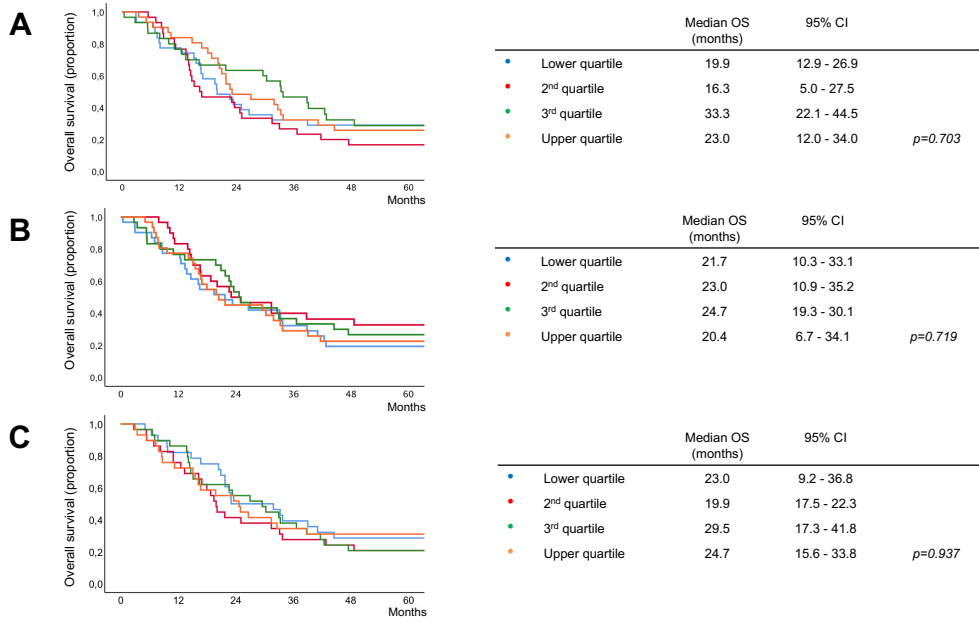 A
Overall survival (proportion)
1,0
0,8
0,6
0,4
0,2
0,0
0 12 24 36 48 60
Months
Median OS (months) 95% CI
Lower quartile 19.9 12.9 - 26.9
2nd quartile 16.3 5.0 - 27.5
3rd quartile 33.3 22.1 - 44.5
Upper quartile 23.0 12.0 - 34.0 p=0.703
B
Overall survival (proportion)
1,0
0,8
0,6
0,4
0,2
0,0
0 12 24 36 48 60
Months
Median OS (months) 95% CI
Lower quartile 21.7 10.3 - 33.1
2nd quartile 23.0 10.9 - 35.2
3rd quartile 24.7 19.3 - 30.1
Upper quartile 20.4 6.7 - 34.1 p=0.719
C
Overall survival (proportion)
1,0
0,8
0,6
0,4
0,2
0,0
0 12 24 36 48 60
Months
Median OS (months) 95% CI
Lower quartile 23.0 9.2 - 36.8
2nd quartile 19.9 17.5 - 22.3
3rd quartile 29.5 17.3 - 41.8
Upper quartile 24.7 15.6 - 33.8 p=0.937